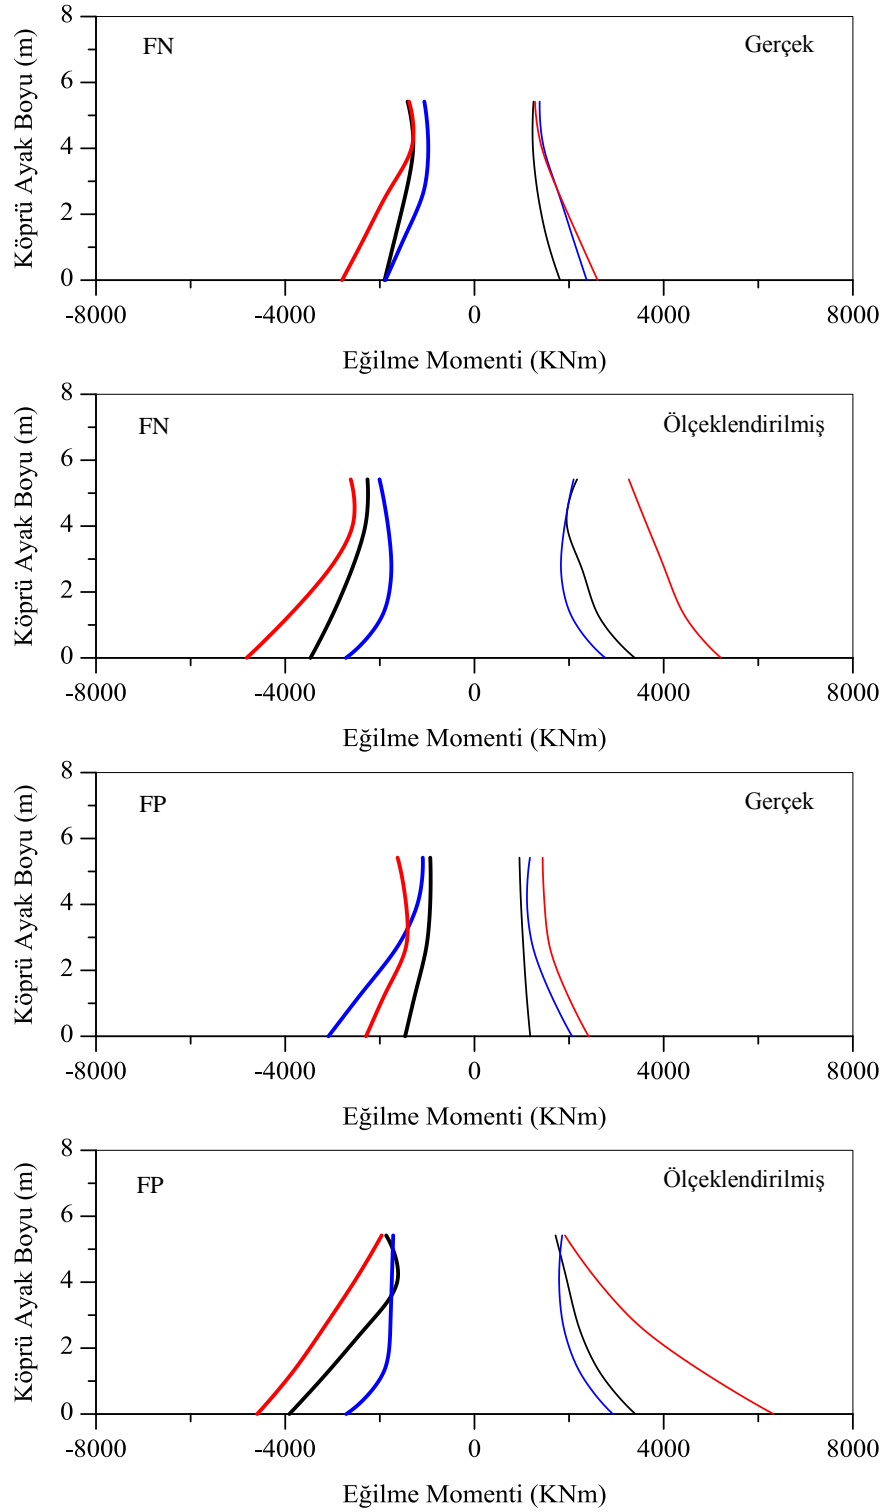 8
FN
Gerçek
6
4
2
0
-8000 -4000 0 4000 8000
Köprü Ayak Boyu (m)
Eğilme Momenti (KNm)
8
FN
Ölçeklendirilmiş
6
4
2
0
-8000 -4000 0 4000 8000
Köprü Ayak Boyu (m)
Eğilme Momenti (KNm)
8
FP
Gerçek
6
4
2
0
-8000 -4000 0 4000 8000
Köprü Ayak Boyu (m)
Eğilme Momenti (KNm)
8
FP
Ölçeklendirilmiş
6
4
2
0
-8000 -4000 0 4000 8000
Köprü Ayak Boyu (m)
Eğilme Momenti (KNm)